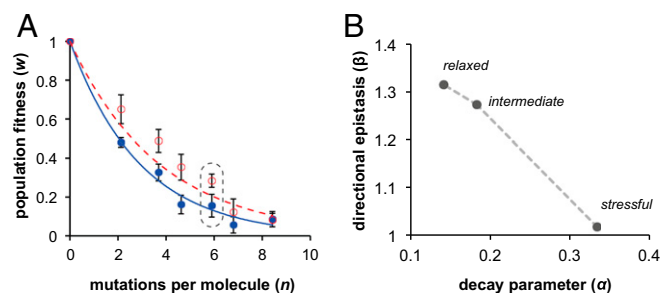 A
population fitness (w)
1
0.8
0.6
0.4
0.2
0
0 2 4 6 8 10
mutations per molecule (n)
B
directional epistasis (β)
1.4
1.3
1.2
1.1
1
relaxed
intermediate
stressful
0.1 0.2 0.3 0.4
decay parameter (α)